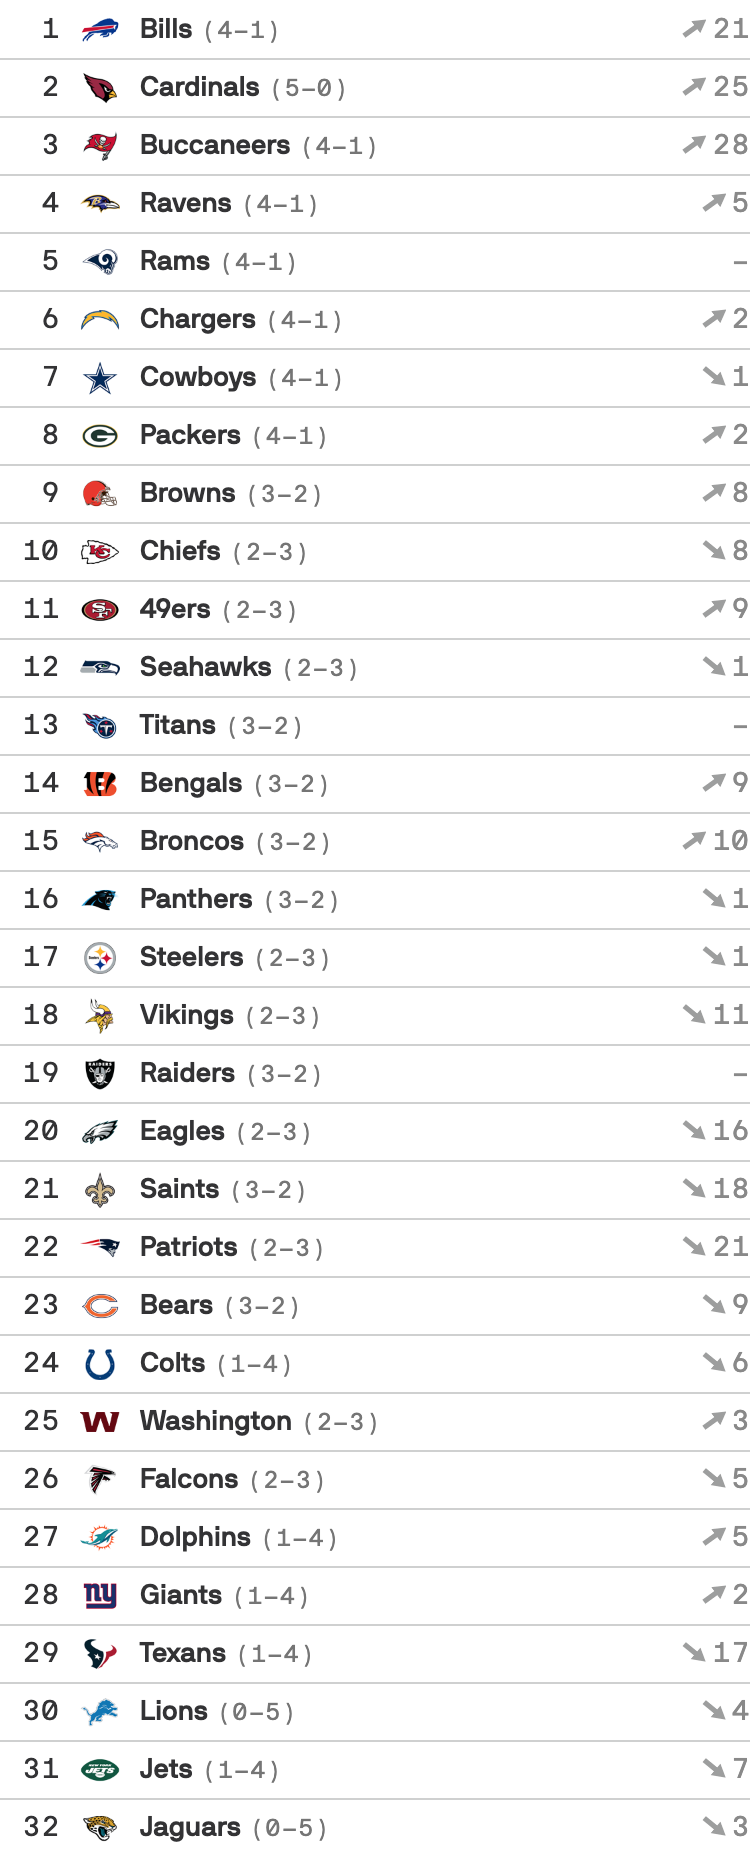 1 Bills (4-1) ↗ 21
2 Cardinals (5-0) ↗ 25
3 Buccaneers (4-1) ↗ 28
4 Ravens (4-1) ↗ 5
5 Rams (4-1) –
6 Chargers (4-1) ↗ 2
7 Cowboys (4-1) ↘ 1
8 Packers (4-1) ↗ 2
9 Browns (3-2) ↗ 8
10 Chiefs (2-3) ↘ 8
11 49ers (2-3) ↗ 9
12 Seahawks (2-3) ↘ 1
13 Titans (3-2) –
14 Bengals (3-2) ↗ 9
15 Broncos (3-2) ↗ 10
16 Panthers (3-2) ↘ 1
17 Steelers (2-3) ↘ 1
18 Vikings (2-3) ↘ 11
19 Raiders (3-2) –
20 Eagles (2-3) ↘ 16
21 Saints (3-2) ↘ 18
22 Patriots (2-3) ↘ 21
23 Bears (3-2) ↘ 9
24 Colts (1-4) ↘ 6
25 W Washington (2-3) ↗ 3
26 Falcons (2-3) ↘ 5
27 Dolphins (1-4) ↗ 5
28 ny Giants (1-4) ↗ 2
29 Texans (1-4) ↘ 17
30 Lions (0-5) ↘ 4
31 JETS Jets (1-4) ↘ 7
32 Jaguars (0-5) ↘ 3